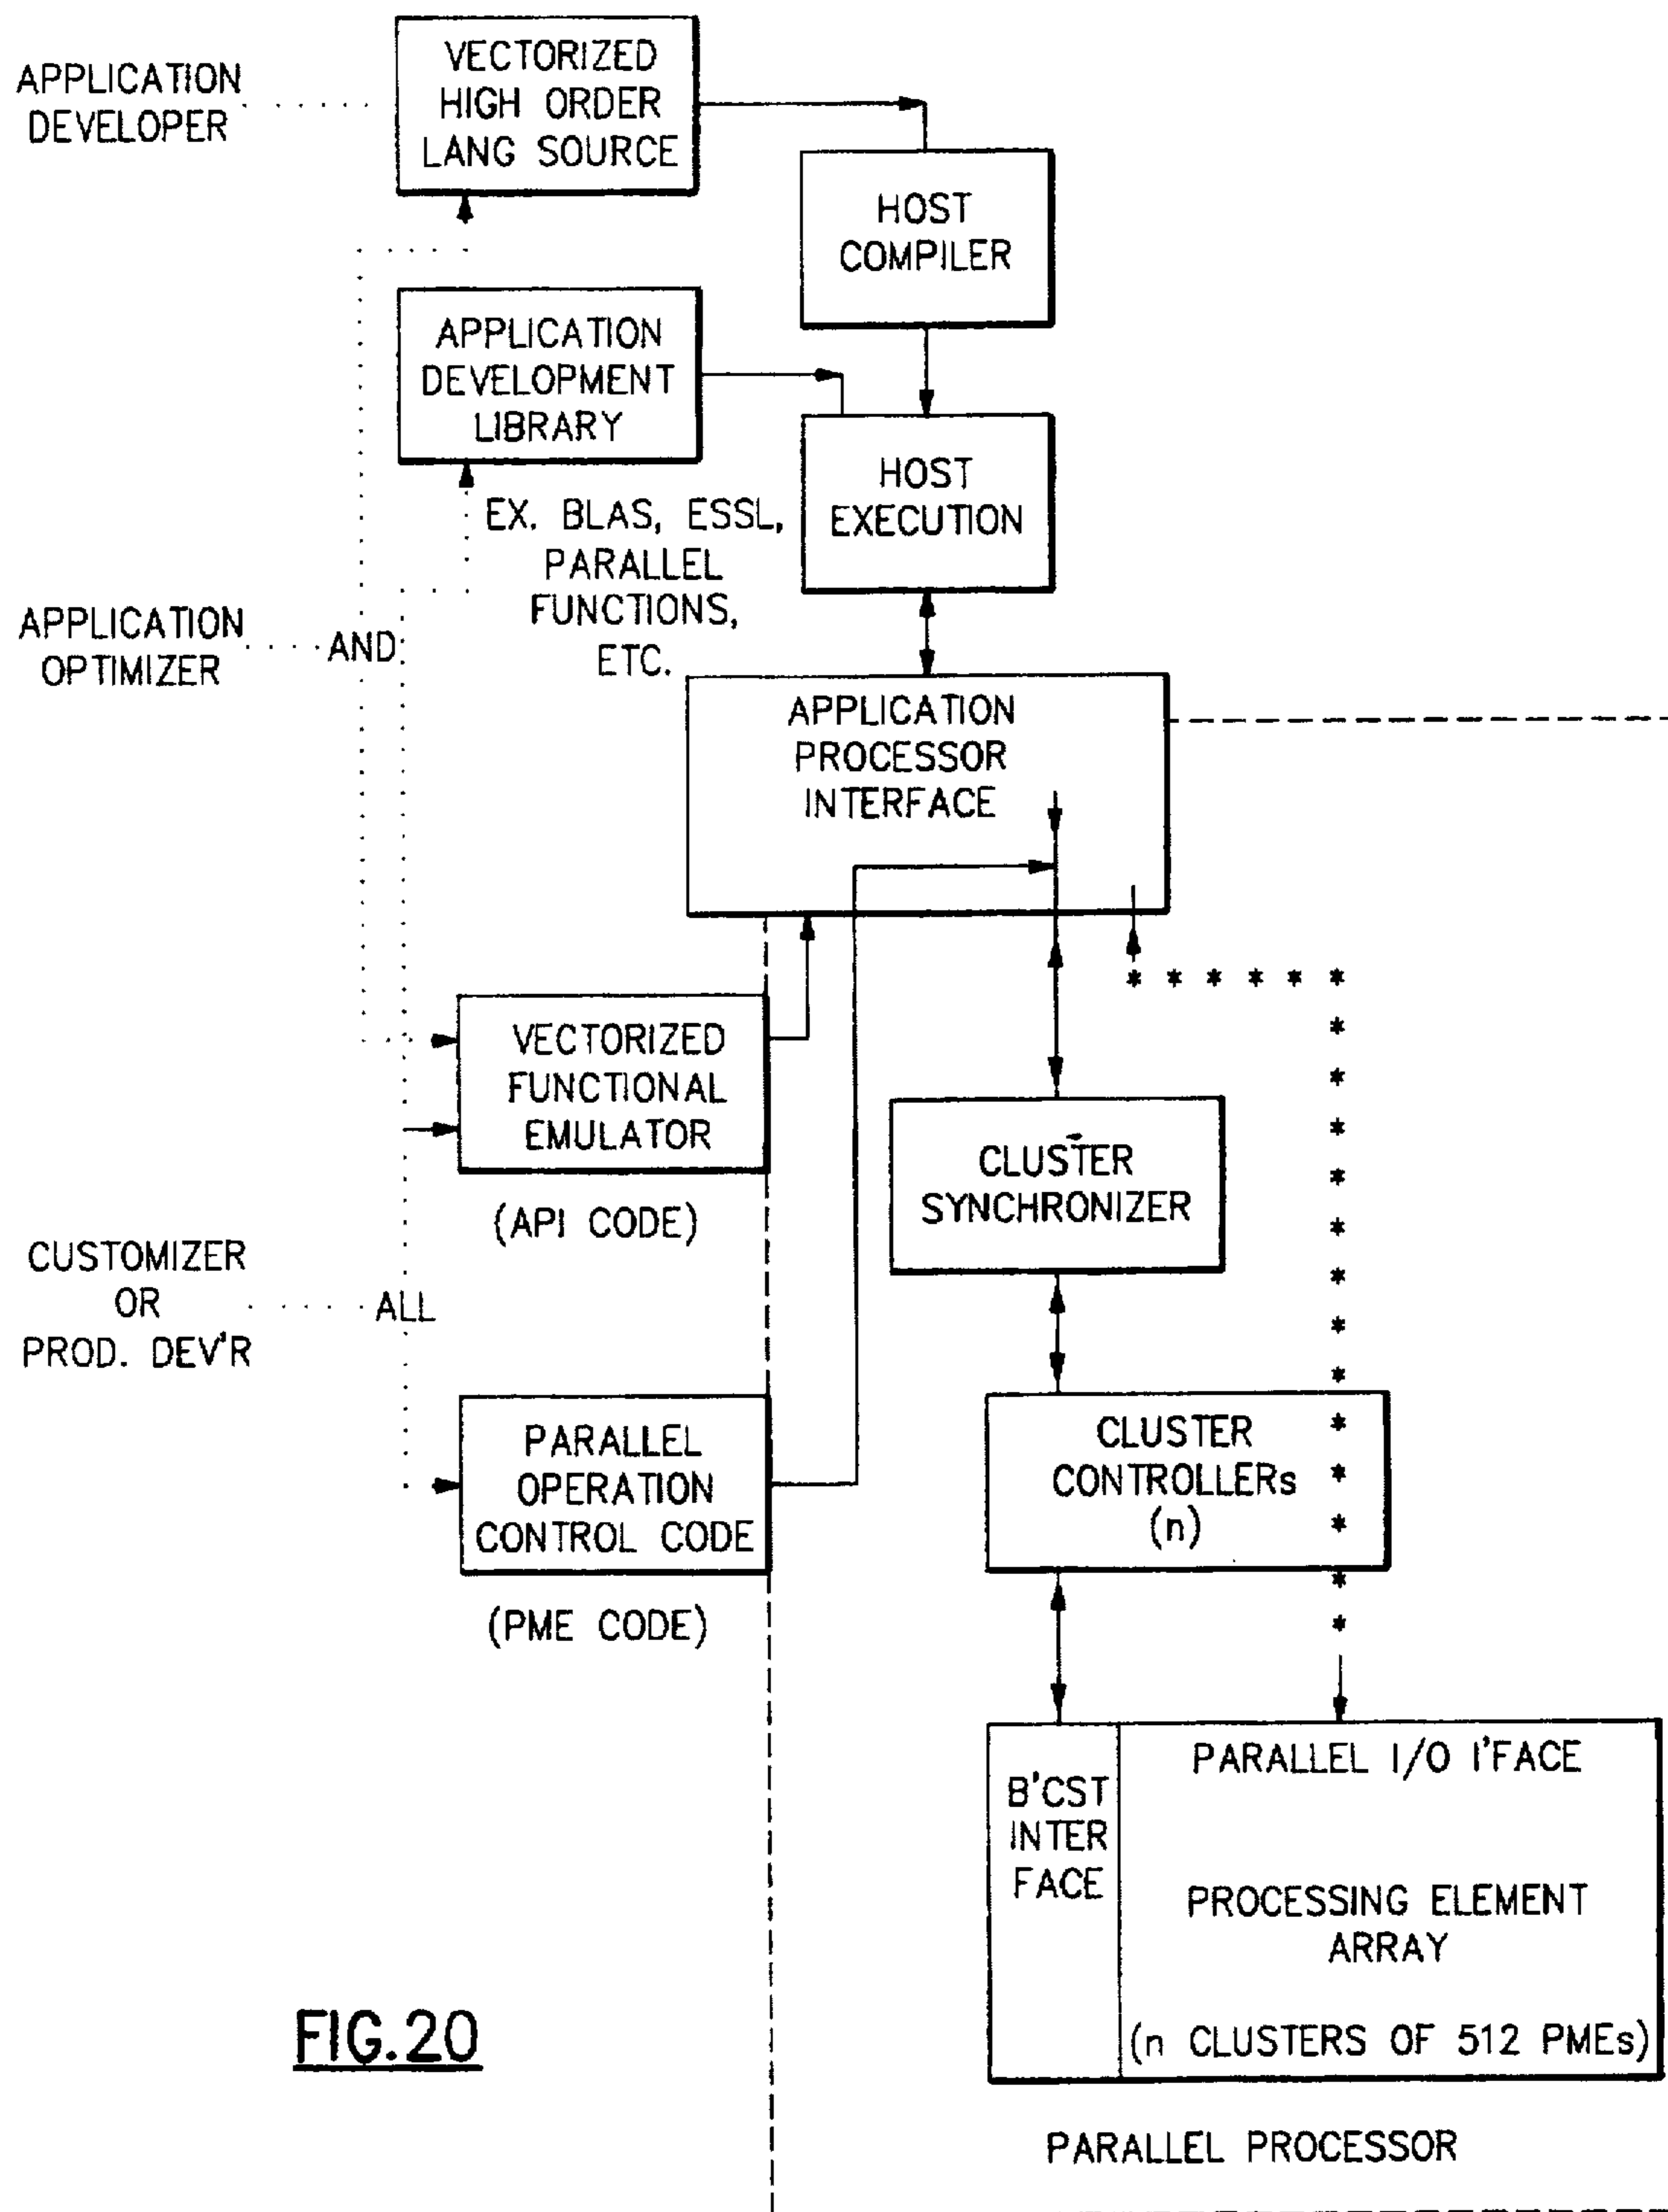 APPLICATION
DEVELOPER
VECTORIZED
HIGH ORDER
LANG SOURCE
HOST
COMPILER
APPLICATION
DEVELOPMENT
LIBRARY
HOST
EXECUTION
EX. BLAS, ESSL,
PARALLEL
FUNCTIONS,
ETC.
APPLICATION
OPTIMIZER
AND
APPLICATION
PROCESSOR
INTERFACE
VECTORIZED
FUNCTIONAL
EMULATOR
(API CODE)
CLUSTER
SYNCHRONIZER
CUSTOMIZER
OR
PROD. DEV'R
ALL
PARALLEL
OPERATION
CONTROL CODE
(PME CODE)
CLUSTER
CONTROLLERs
(n)
B'CST
INTER
FACE
PARALLEL I/O I'FACE
PROCESSING ELEMENT
ARRAY
(n CLUSTERS OF 512 PMEs)
PARALLEL PROCESSOR
FIG.20